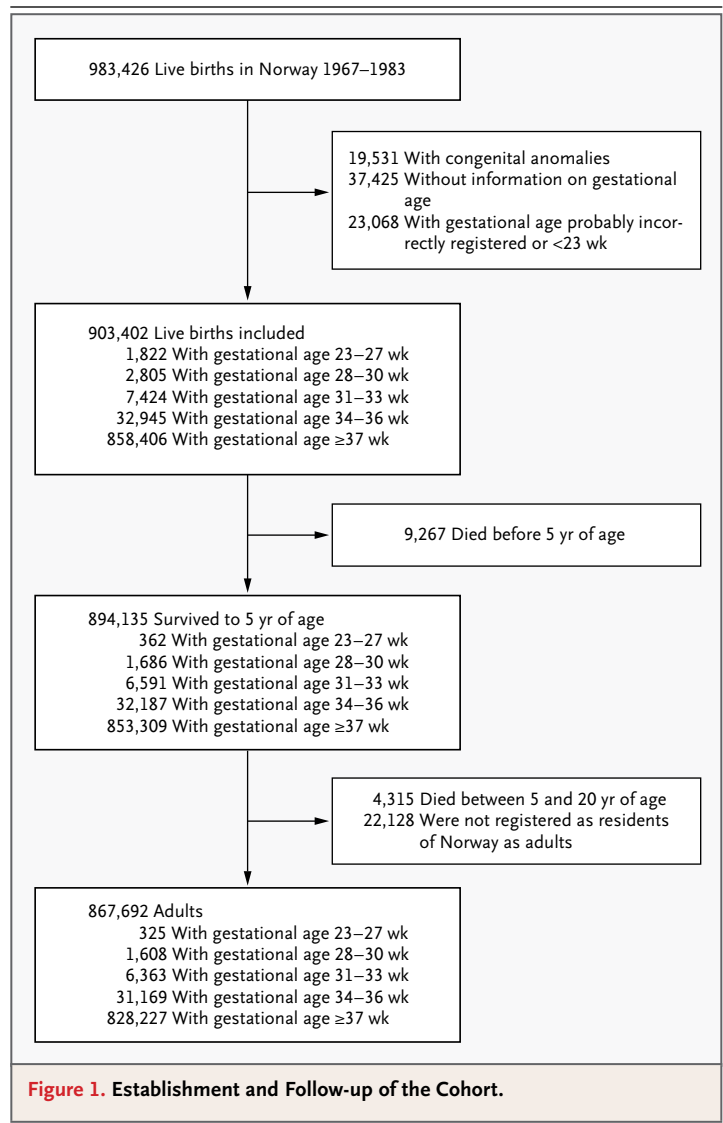 983,426 Live births in Norway 1967–1983
19,531 With congenital anomalies
37,425 Without information on gestational
age
23,068 With gestational age probably incor-
rectly registered or <23 wk
903,402 Live births included
1,822 With gestational age 23–27 wk
2,805 With gestational age 28–30 wk
7,424 With gestational age 31–33 wk
32,945 With gestational age 34–36 wk
858,406 With gestational age ≥37 wk
9,267 Died before 5 yr of age
894,135 Survived to 5 yr of age
362 With gestational age 23–27 wk
1,686 With gestational age 28–30 wk
6,591 With gestational age 31–33 wk
32,187 With gestational age 34–36 wk
853,309 With gestational age ≥37 wk
4,315 Died between 5 and 20 yr of age
22,128 Were not registered as residents
of Norway as adults
867,692 Adults
325 With gestational age 23–27 wk
1,608 With gestational age 28–30 wk
6,363 With gestational age 31–33 wk
31,169 With gestational age 34–36 wk
828,227 With gestational age ≥37 wk
Figure 1. Establishment and Follow-up of the Cohort.